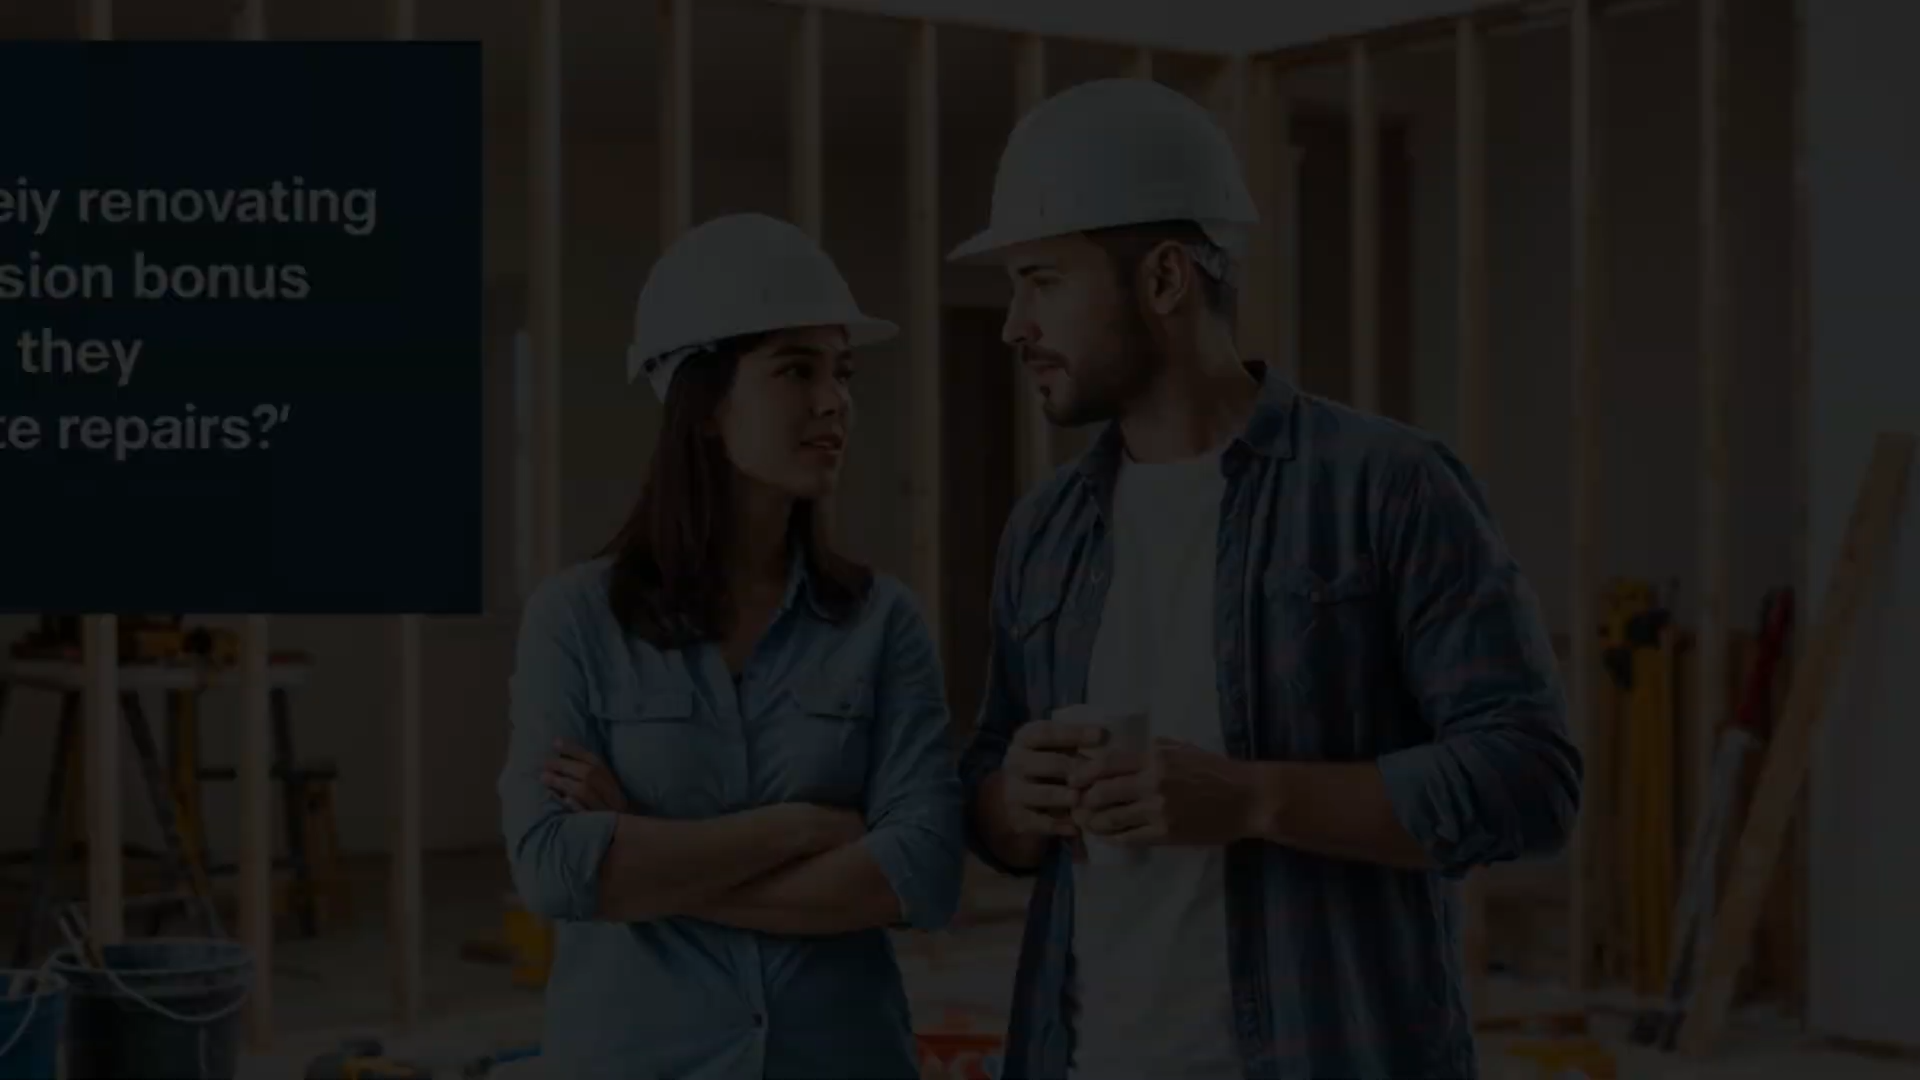 eiy renovating
sion bonus
they
te repairs?'